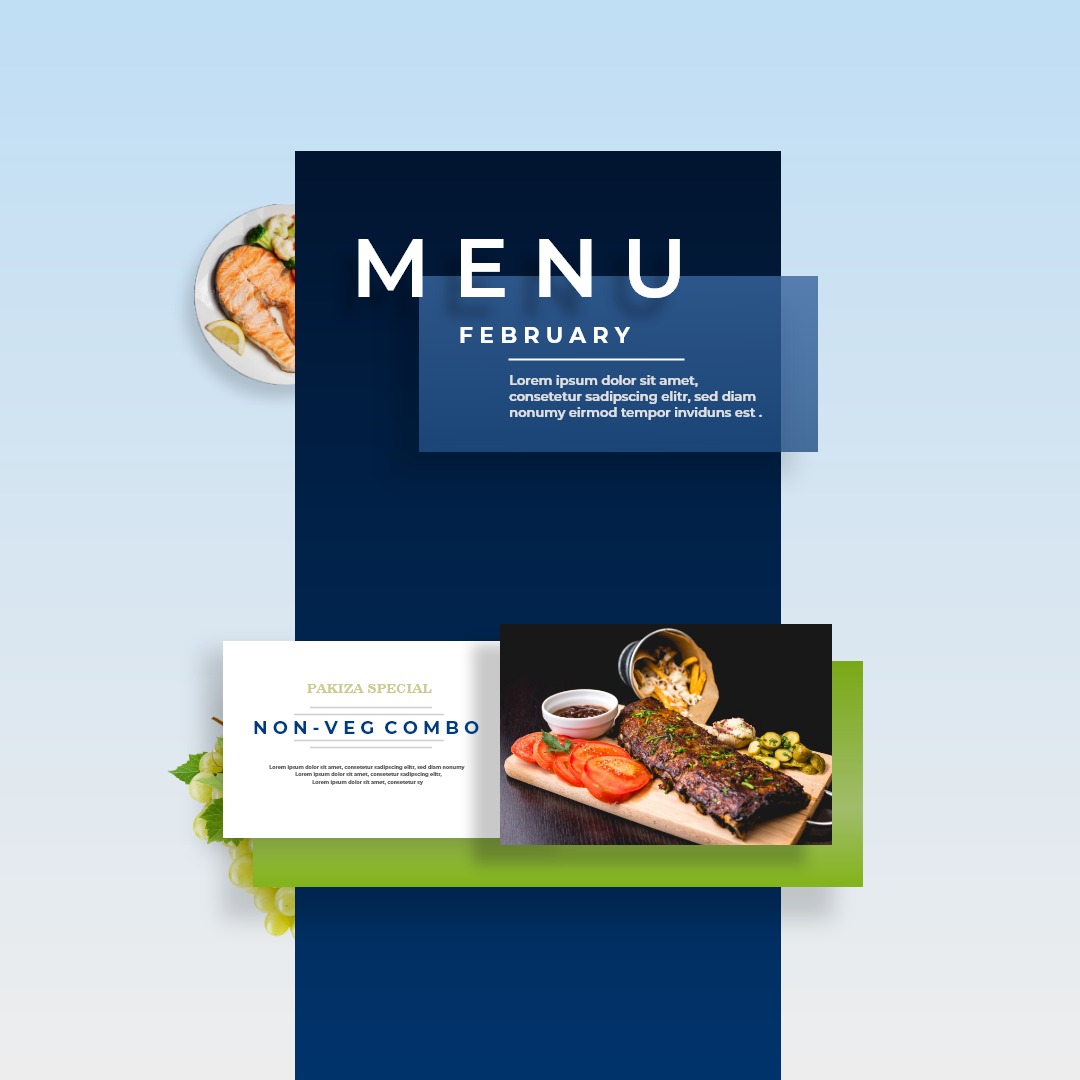 MENU
FEBRUARY
Lorem ipsum dolor sit amet,
consetetur sadipscing elitr, sed diam
nonumy eirmod tempor inviduns est .
PAKIZA SPECIAL
NON-VEG COMBO
Lorem ipsum dolor sit amet, consetetur sadipscing elitr, sed diam nonumy
Lorem ipsum dolor sit amet, consetetur sadipscing elitr,
Lorem ipsum dolor sit amet, consetetur sy